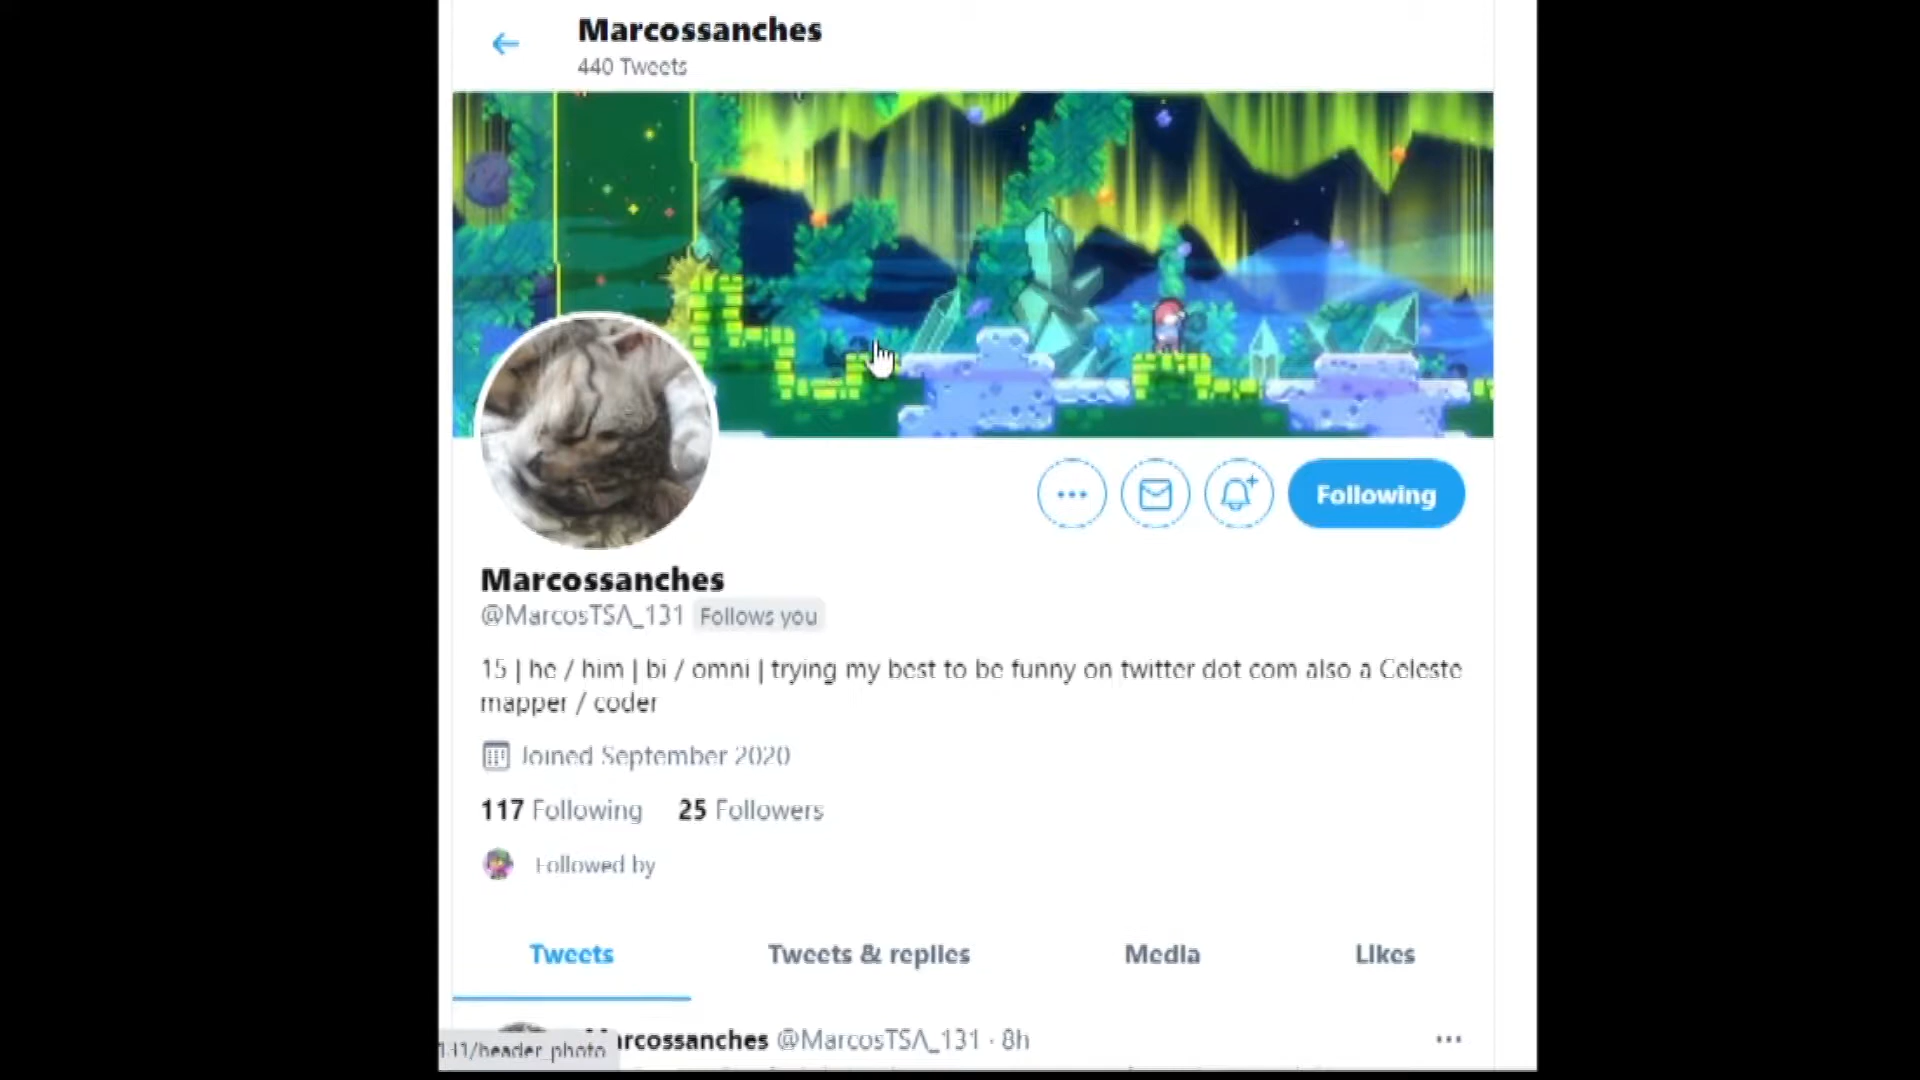 Marcossanches
440 Tweets
Following
Marcossanches
@MarcosTSA_131 Follows you
15 | he / him | bi / omni | trying my best to be funny on twitter dot com also a Celeste
mapper / coder
Joined September 2020
117 Following 25 Followers
Followed by
Tweets Tweets & replies Media Likes
arcossanches @MarcosTSA_131 · 8h
131/header_photo